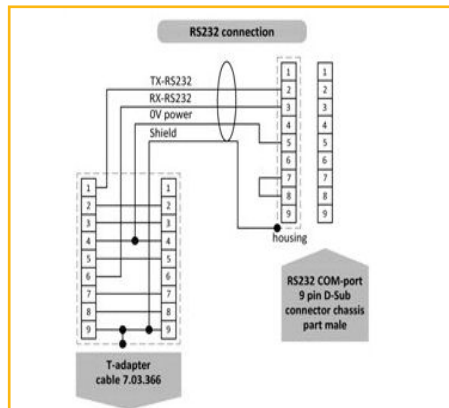 RS232 connection
TX-RS232
RX-RS232
0V power
Shield
1 1
2 2
3 3
4 4
5 5
6 6
7 7
8 8
9 9
housing
1 1
2 2
3 3
4 4
5 5
6 6
7 7
8 8
9 9
RS232 COM-port
9 pin D-Sub
connector chassis
part male
T-adapter
cable 7.03.366